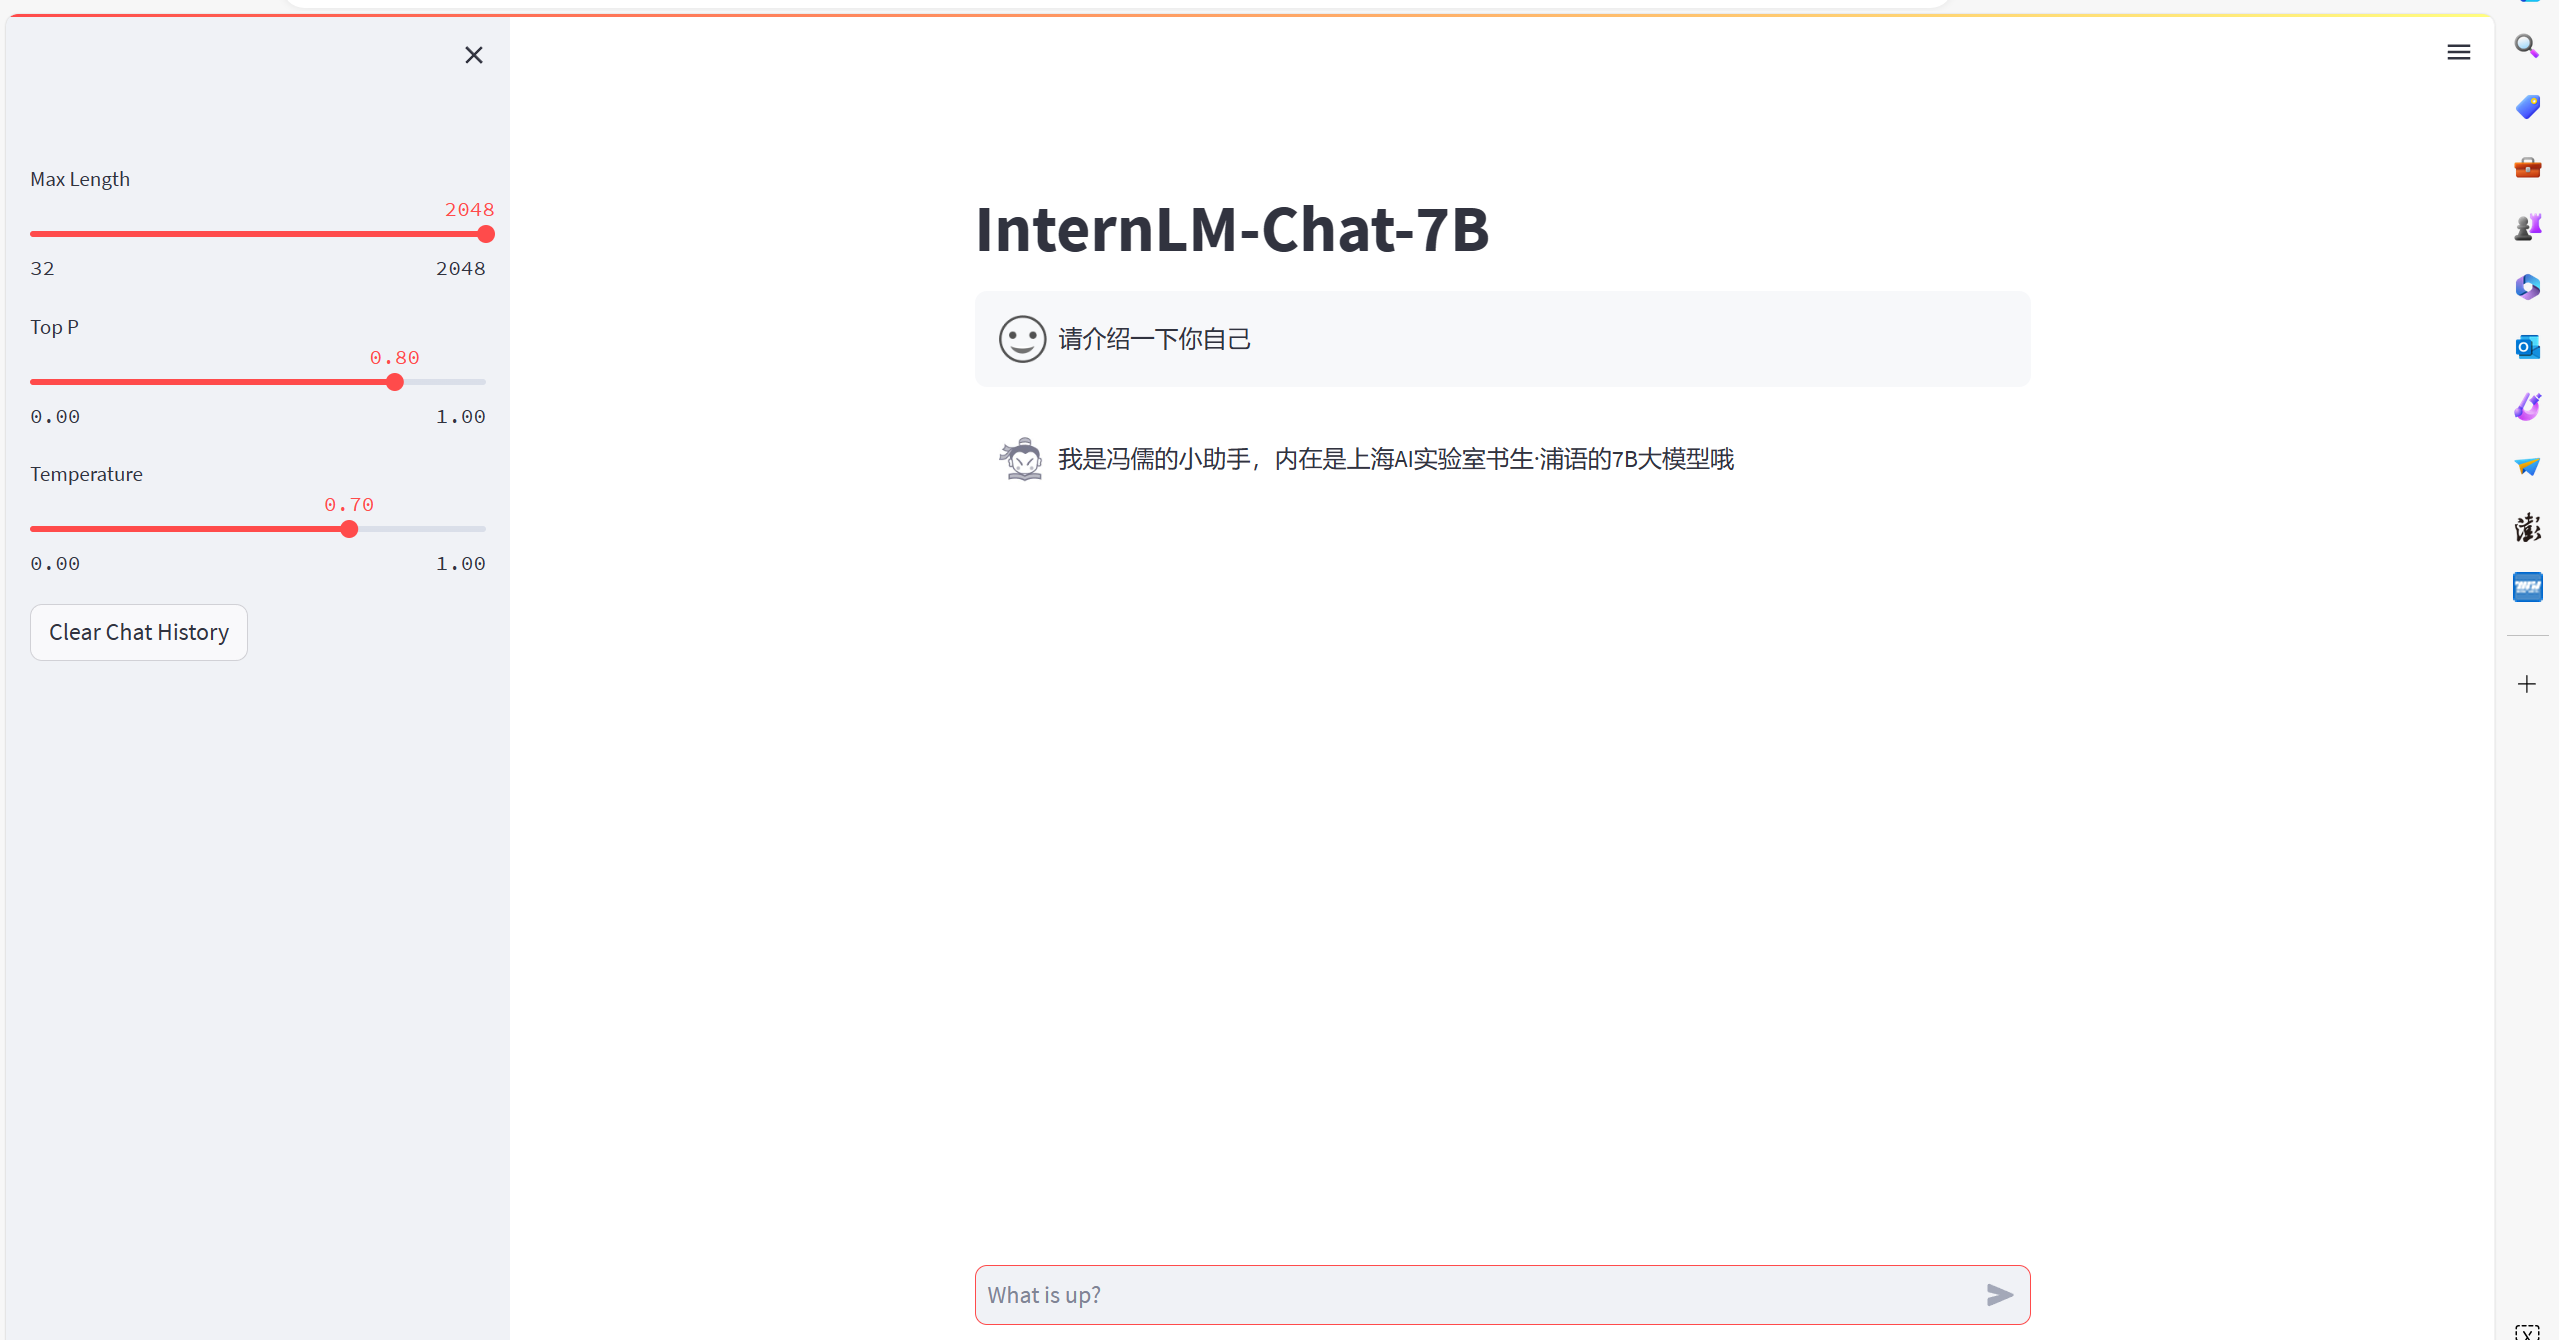 Max Length
2048
32 2048
Top P
0.80
0.00 1.00
Temperature
0.70
0.00 1.00
Clear Chat History
InternLM-Chat-7B
请介绍一下你自己
我是冯儒的小助手，内在是上海AI实验室书生·浦语的7B大模型哦
What is up?
澎